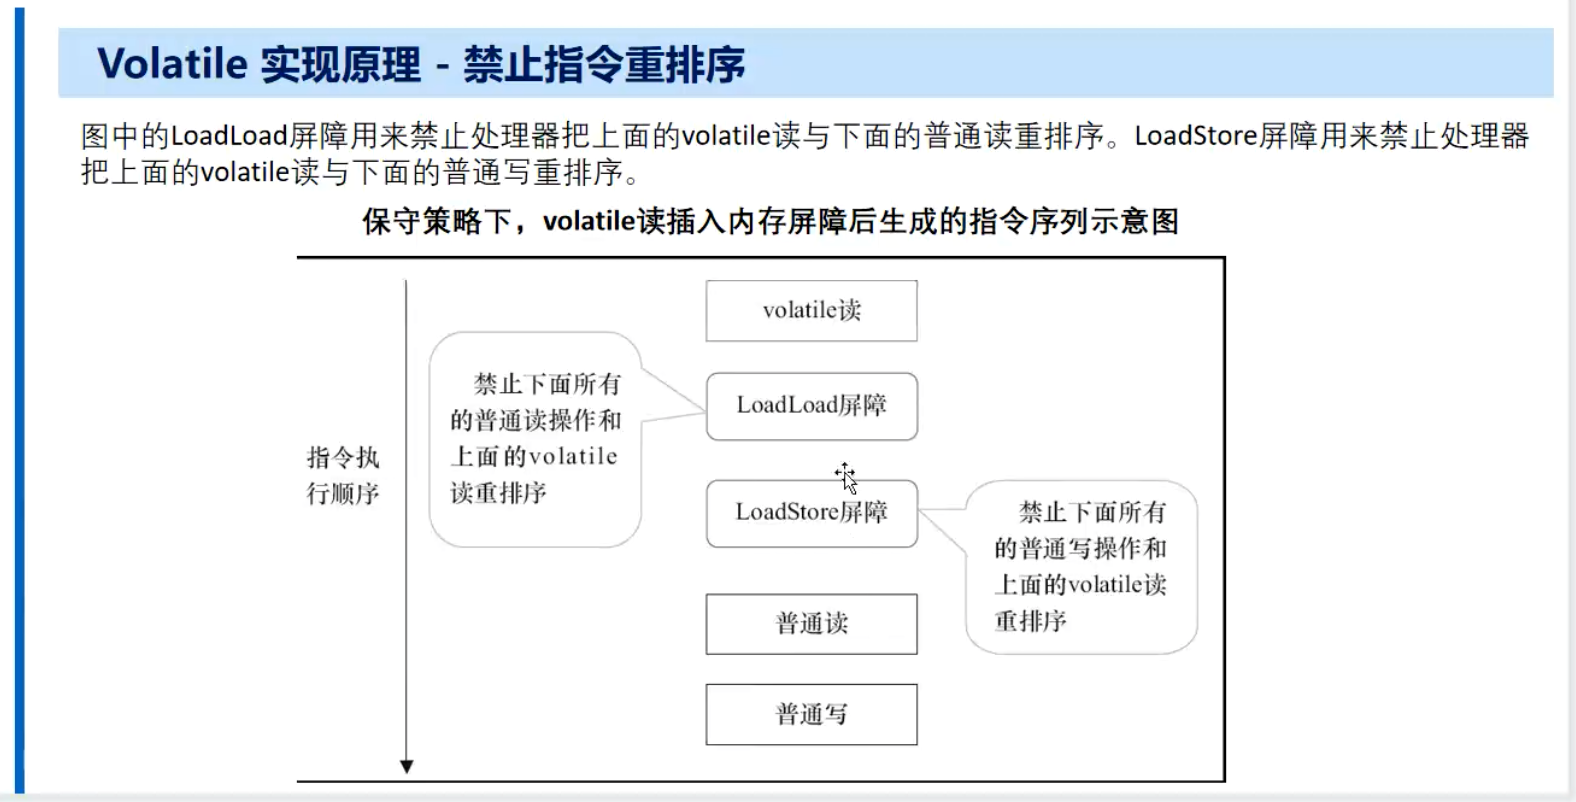 Volatile 实现原理 - 禁止指令重排序
图中的LoadLoad屏障用来禁止处理器把上面的volatile读与下面的普通读重排序。LoadStore屏障用来禁止处理器
把上面的volatile读与下面的普通写重排序。
保守策略下，volatile读插入内存屏障后生成的指令序列示意图
volatile读
禁止下面所有
的普通读操作和
上面的volatile
读重排序
LoadLoad屏障
指令执
行顺序
LoadStore屏障
禁止下面所有
的普通写操作和
上面的volatile读
重排序
普通读
普通写